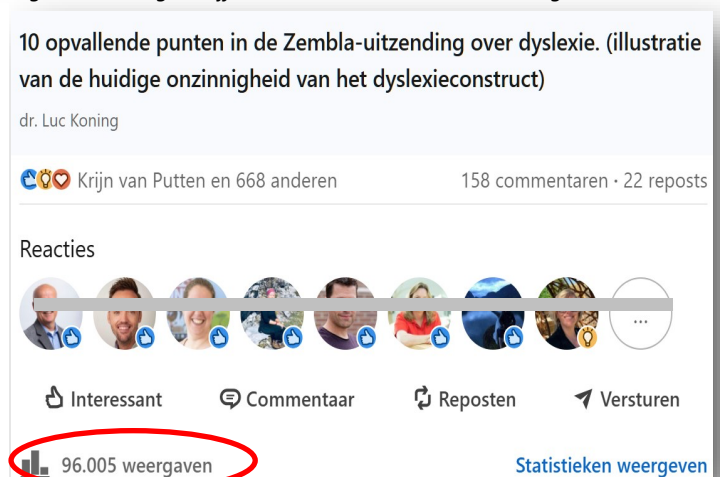 10 opvallende punten in de Zembla-uitzending over dyslexie. (illustratie
van de huidige onzinnigheid van het dyslexieconstruct)
dr. Luc Koning
Krijn van Putten en 668 anderen 158 commentaren · 22 reposts
Reacties
...
Interessant Commentaar Reposten Versturen
96.005 weergaven Statistieken weergeven